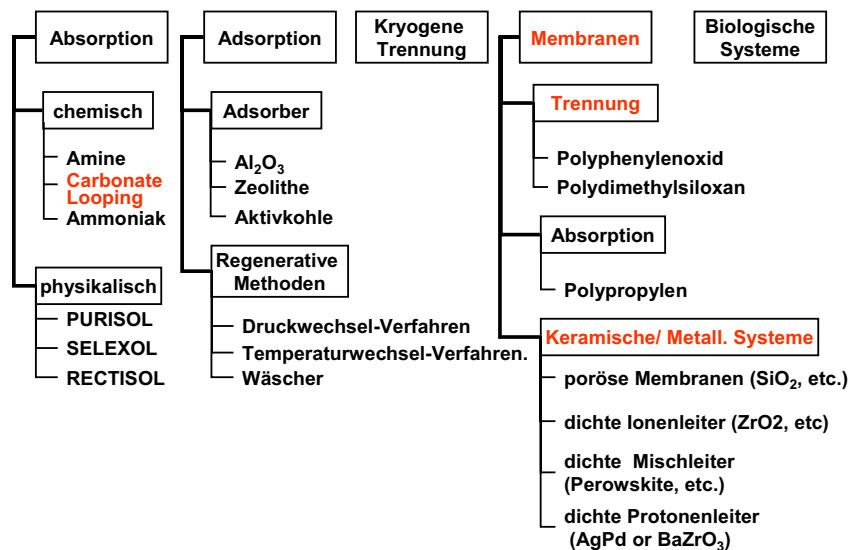 Absorption
chemisch
Amine
Carbonate
Looping
Ammoniak
physikalisch
PURISOL
SELEXOL
RECTISOL
Adsorption
Adsorber
Al₂O₃
Zeolithe
Aktivkohle
Regenerative
Methoden
Druckwechsel-Verfahren
Temperaturwechsel-Verfahren.
Wäscher
Kryogene
Trennung
Membranen
Trennung
Polyphenylenoxid
Polydimethylsiloxan
Absorption
Polypropylen
Keramische/ Metall. Systeme
poröse Membranen (SiO₂, etc.)
dichte Ionenleiter (ZrO2, etc)
dichte Mischleiter
(Perowskite, etc.)
dichte Protonenleiter
(AgPd or BaZrO₃)
Biologische
Systeme